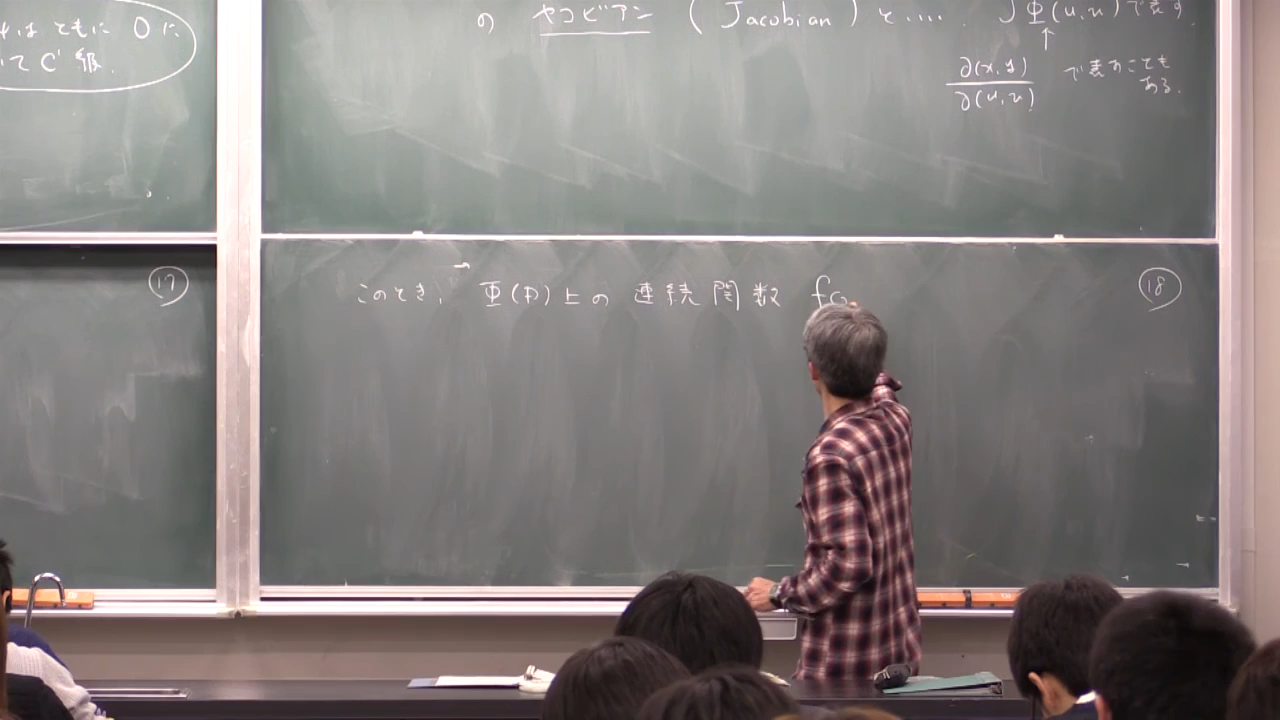 はともに Oに
いて C¹ 級.
の ヤコビアン (Jacobian) と..... J Φ(u,v) で表す.
↑
∂(x,y)
∂(u,v)
で表すことも
ある.
⑰
このとき, Φ(D)上の 連続関数 f(
⑱